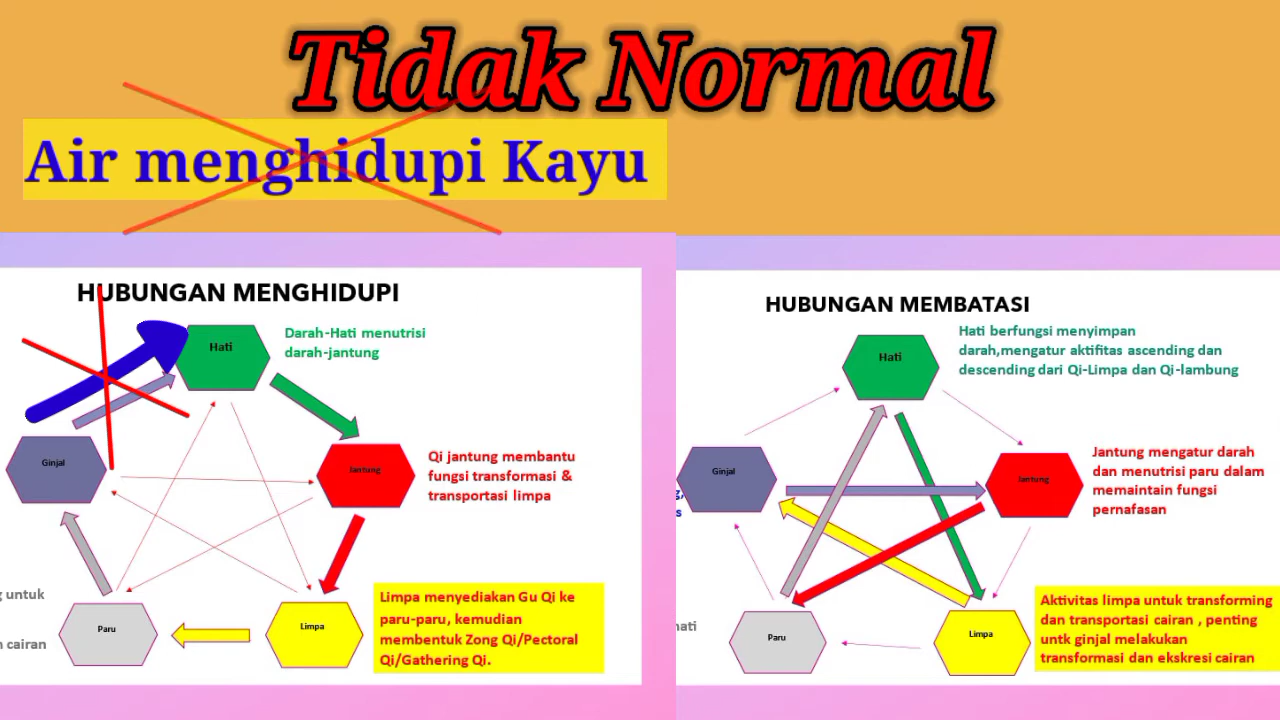 Tidak Normal
Air menghidupi Kayu
HUBUNGAN MENGHIDUPI
Hati
Darah-Hati menutrisi
darah-jantung
Ginjal
Jantung
Qi jantung membantu
fungsi transformasi &
transportasi limpa
Paru
Limpa
Limpa menyediakan Gu Qi ke
paru-paru, kemudian
membentuk Zong Qi/Pectoral
Qi/Gathering Qi.
untuk
cairan
HUBUNGAN MEMBATASI
Hati
Hati berfungsi menyimpan
darah,mengatur aktifitas ascending dan
descending dari Qi-Limpa dan Qi-lambung
Ginjal
Jantung
Jantung mengatur darah
dan menutrisi paru dalam
memaintain fungsi
pernafasan
Paru
Limpa
Aktivitas limpa untuk transforming
dan transportasi cairan , penting
untk ginjal melakukan
transformasi dan ekskresi cairan